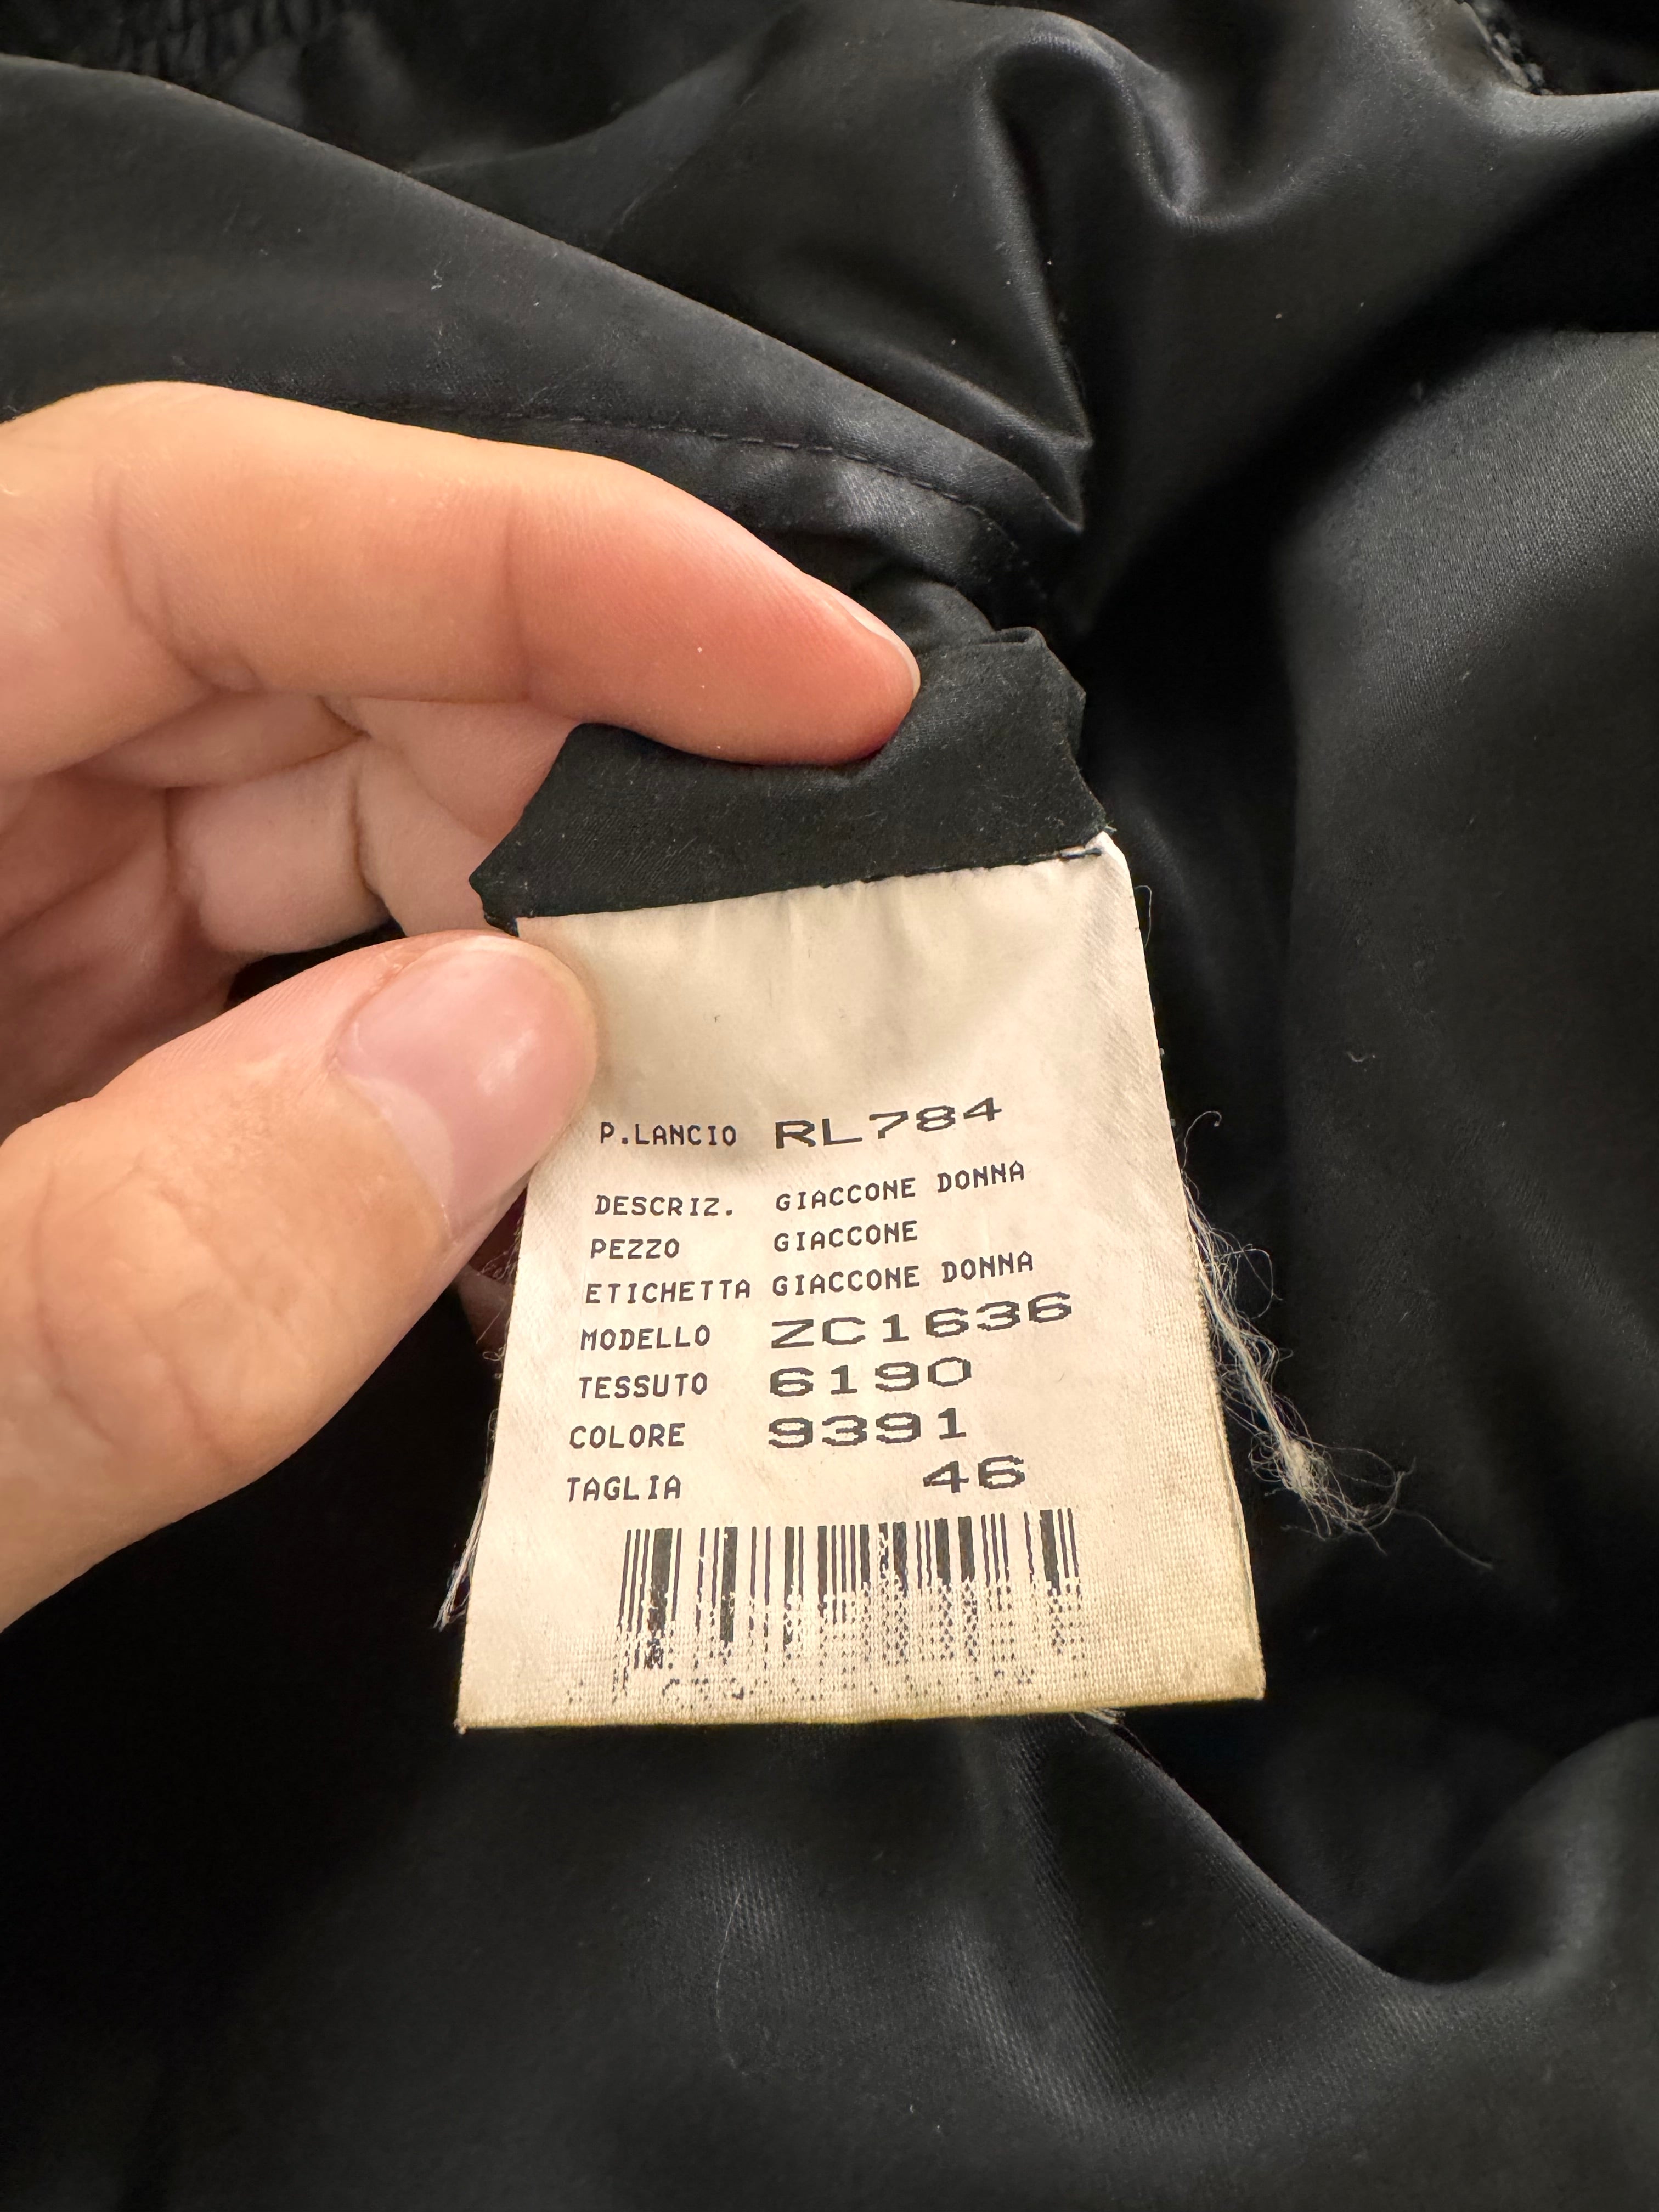 P.LANCIO RL784
DESCRIZ. GIACCONE DONNA
PEZZO GIACCONE
ETICHETTA GIACCONE DONNA
MODELLO ZC1636
TESSUTO 6190
COLORE 9391
TAGLIA 46